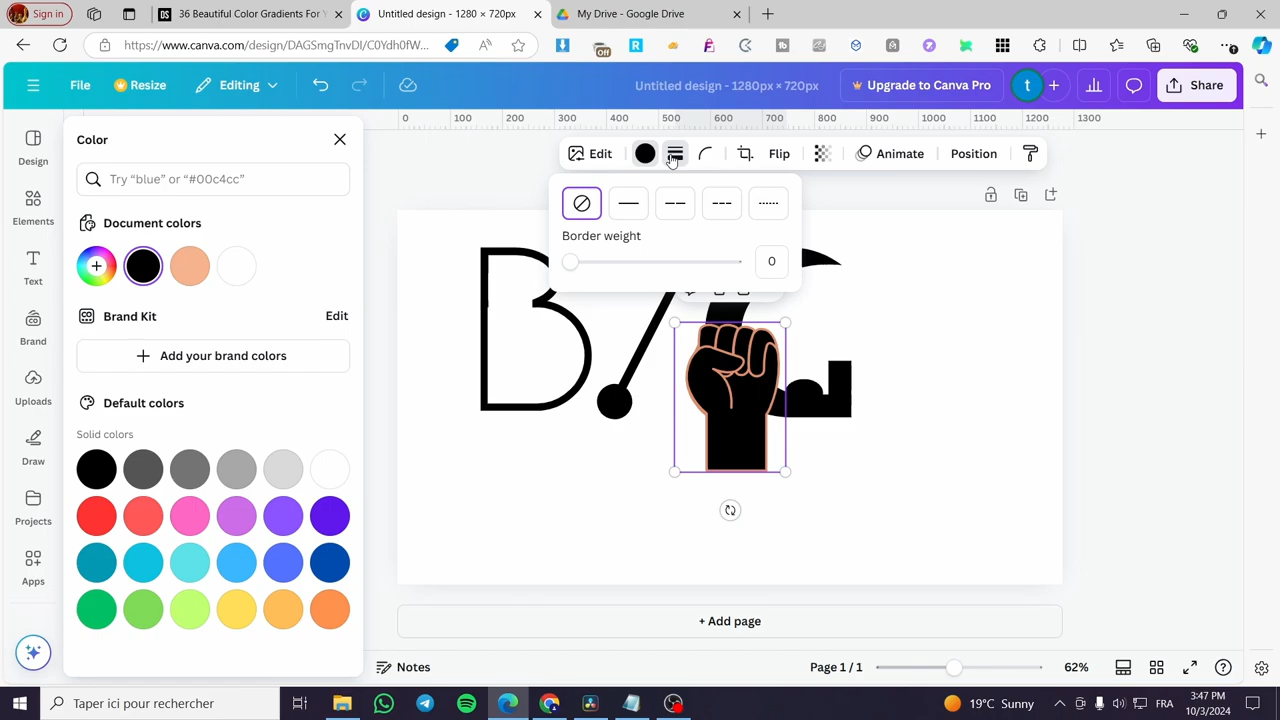 Sign in
36 Beautiful Color Gradients For Y
Untitled design - 1280 × 720px
My Drive - Google Drive
https://www.canva.com/design/DAGSmgTnvDI/C0Ydh0fW...
Off
File
Resize
Editing
Untitled design - 1280px × 720px
Upgrade to Canva Pro
t
Share
0 100 200 300 400 500 600 700 800 900 1000 1100 1200 1300
Design
Elements
Text
Brand
Uploads
Draw
Projects
Apps
Color
Try “blue” or “#00c4cc”
Document colors
Brand Kit
Edit
Add your brand colors
Default colors
Solid colors
Edit
Flip
Animate
Position
Border weight
0
+ Add page
Notes
Page 1 / 1
62%
Taper ici pour rechercher
19°C Sunny
FRA
3:47 PM
10/3/2024